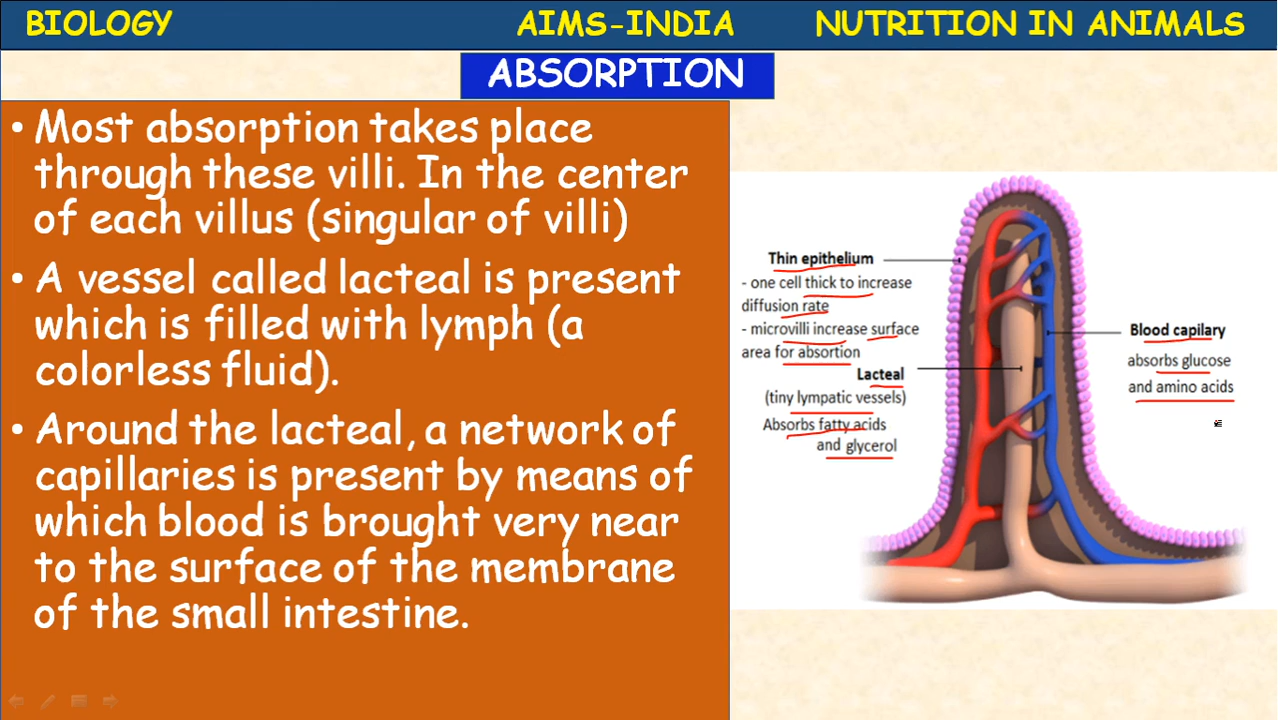 BIOLOGY AIMS-INDIA NUTRITION IN ANIMALS
ABSORPTION
• Most absorption takes place
through these villi. In the center
of each villus (singular of villi)
• A vessel called lacteal is present
which is filled with lymph (a
colorless fluid).
• Around the lacteal, a network of
capillaries is present by means of
which blood is brought very near
to the surface of the membrane
of the small intestine.
Thin epithelium
- one cell thick to increase
diffusion rate
- microvilli increase surface
area for absortion
Lacteal
(tiny lympatic vessels)
Absorbs fatty acids
and glycerol
Blood capilary
absorbs glucose
and amino acids